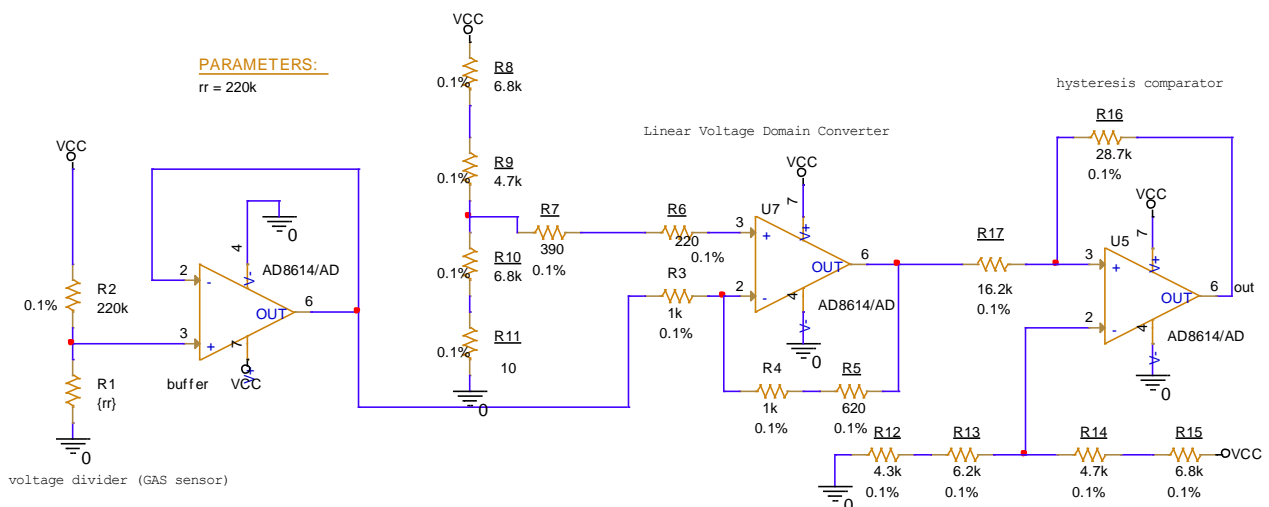 PARAMETERS:
rr = 220k
VCC
R2
220k
0.1%
R1
{rr}
0
voltage divider (GAS sensor)
4
V-
0
AD8614/AD
2
-
OUT
6
3
+
7
V+
VCC
buffer
VCC
R8
6.8k
0.1%
R9
4.7k
0.1%
R10
6.8k
0.1%
R11
10
0.1%
0
R7
390
0.1%
R6
220
0.1%
R3
1k
0.1%
Linear Voltage Domain Converter
VCC
U7
7
V+
3
+
OUT
6
2
-
4
V-
AD8614/AD
0
R4
1k
0.1%
R5
620
0.1%
hysteresis comparator
R16
28.7k
0.1%
R17
16.2k
0.1%
VCC
U5
7
V+
3
+
OUT
6
out
2
-
4
V-
AD8614/AD
0
R12
4.3k
0.1%
R13
6.2k
0.1%
R14
4.7k
0.1%
R15
6.8k
0.1%
VCC
0